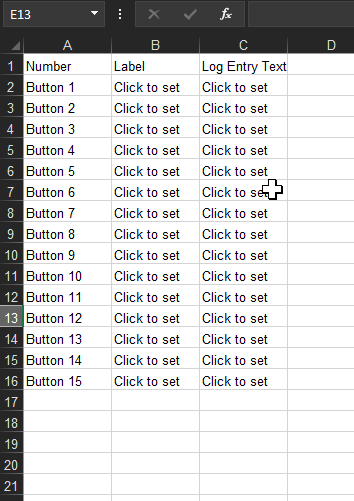 E13 fx
A B C D
1 Number Label Log Entry Text
2 Button 1 Click to set Click to set
3 Button 2 Click to set Click to set
4 Button 3 Click to set Click to set
5 Button 4 Click to set Click to set
6 Button 5 Click to set Click to set
7 Button 6 Click to set Click to set
8 Button 7 Click to set Click to set
9 Button 8 Click to set Click to set
10 Button 9 Click to set Click to set
11 Button 10 Click to set Click to set
12 Button 11 Click to set Click to set
13 Button 12 Click to set Click to set
14 Button 13 Click to set Click to set
15 Button 14 Click to set Click to set
16 Button 15 Click to set Click to set
17
18
19
20
21